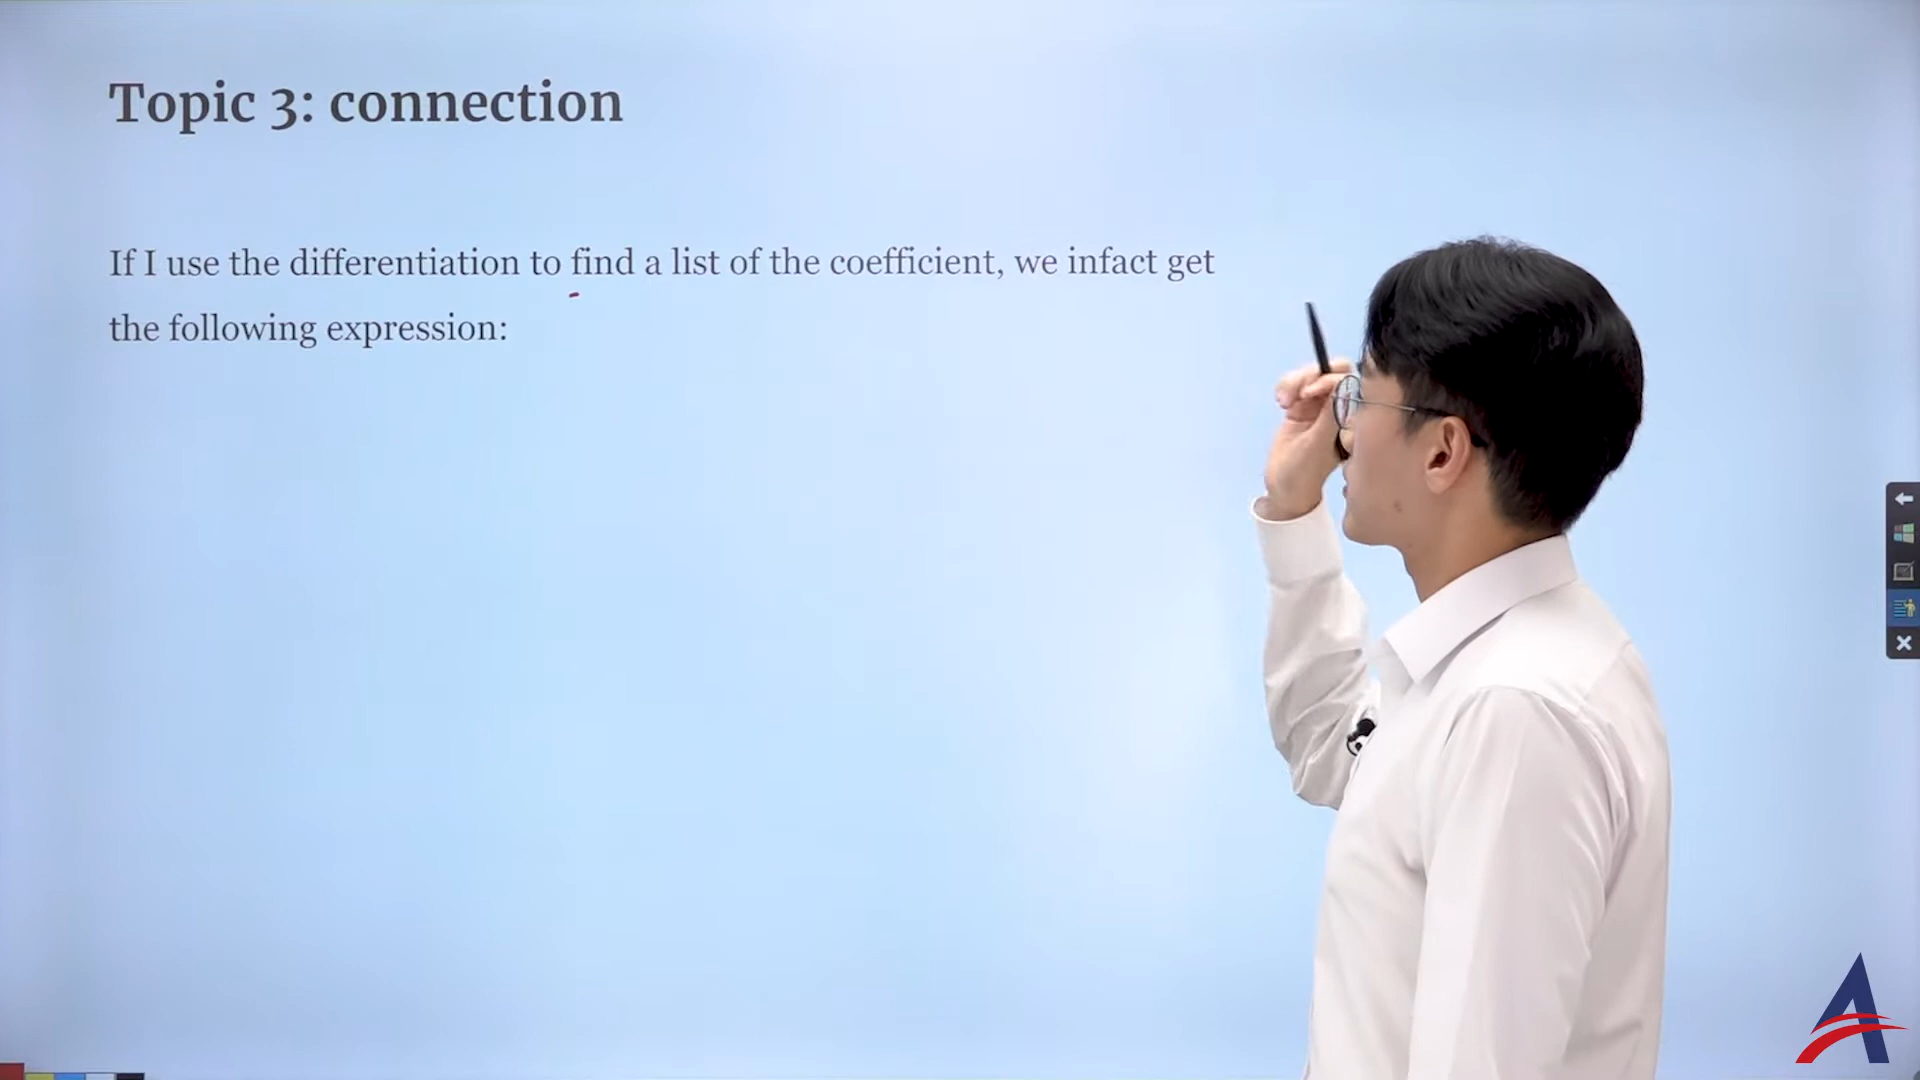 Topic 3: connection
If I use the differentiation to find a list of the coefficient, we infact get
the following expression: